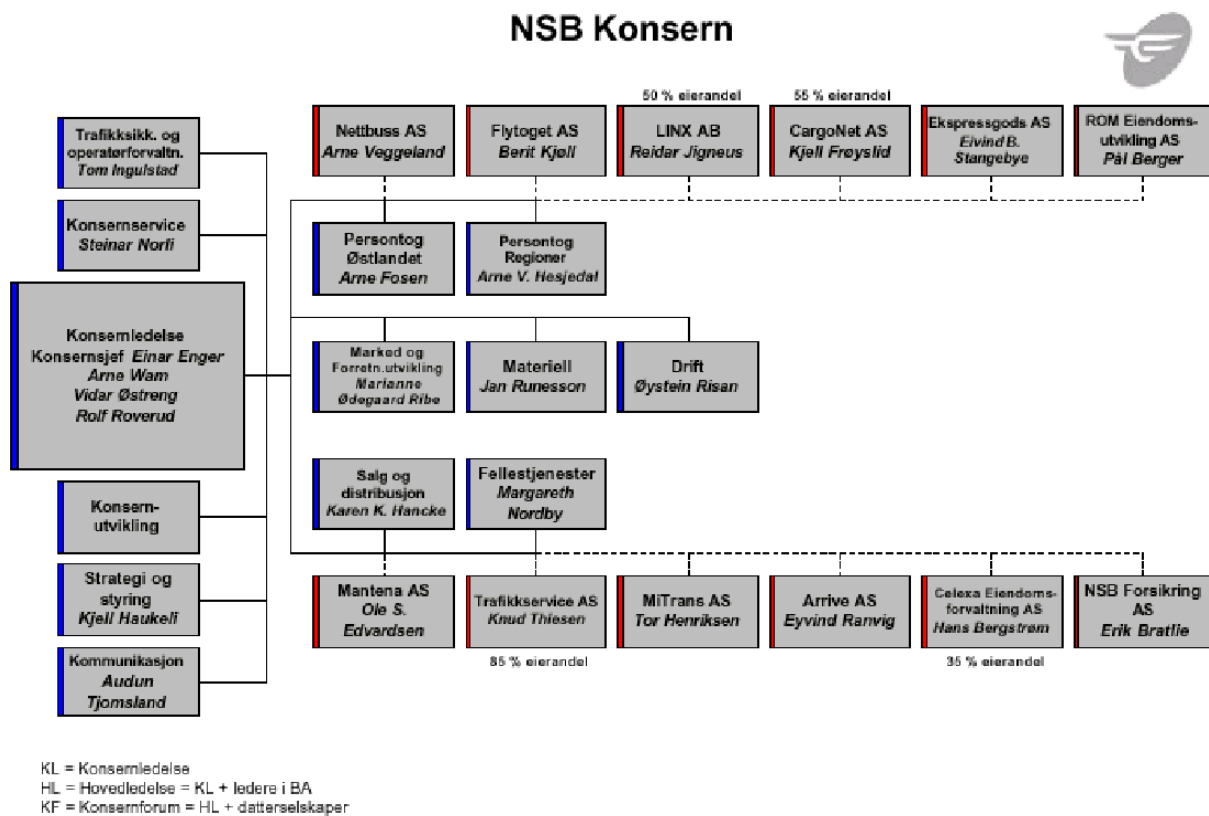 NSB Konsern
50 % eierandel
55 % eierandel
Trafikksikk. og
operatørforvaltn.
Tom Ingulstad
Nettbuss AS
Arne Veggeland
Flytoget AS
Berit Kjøll
LINX AB
Reidar Jigneus
CargoNet AS
Kjell Frøyslid
Ekspressgods AS
Eivind B.
Stangebye
ROM Eiendoms-
utvikling AS
Pål Berger
Konsernservice
Steinar Norli
Persontog
Østlandet
Arne Fosen
Persontog
Regioner
Arne V. Hesjedal
Konsernledelse
Konsernsjef Einar Enger
Arne Wam
Vidar Østreng
Rolf Roverud
Marked og
Forretn.utvikling
Marianne
Ødegaard Ribe
Materiell
Jan Runesson
Drift
Øystein Risan
Salg og
distribusjon
Karen K. Hancke
Fellestjenester
Margareth
Nordby
Konsern-
utvikling
Strategi og
styring
Kjell Haukeli
Kommunikasjon
Audun
Tjomsland
Mantena AS
Ole S.
Edvardsen
Trafikkservice AS
Knud Thiesen
MiTrans AS
Tor Henriksen
Arrive AS
Eyvind Ranvig
Celexa Eiendoms-
forvaltning AS
Hans Bergstrøm
NSB Forsikring
AS
Erik Bratlie
85 % eierandel
35 % eierandel
KL = Konsernledelse
HL = Hovedledelse = KL + ledere i BA
KF = Konsernforum = HL + datterselskaper